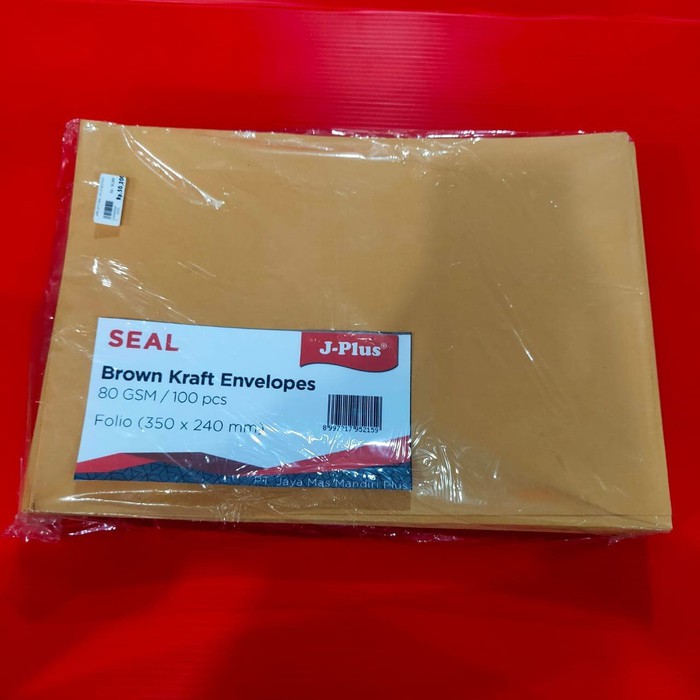 SEAL
J-Plus®
Brown Kraft Envelopes
80 GSM / 100 pcs
Folio (350 x 240 mm)
PT. Jaya Mas Mandiri Plus